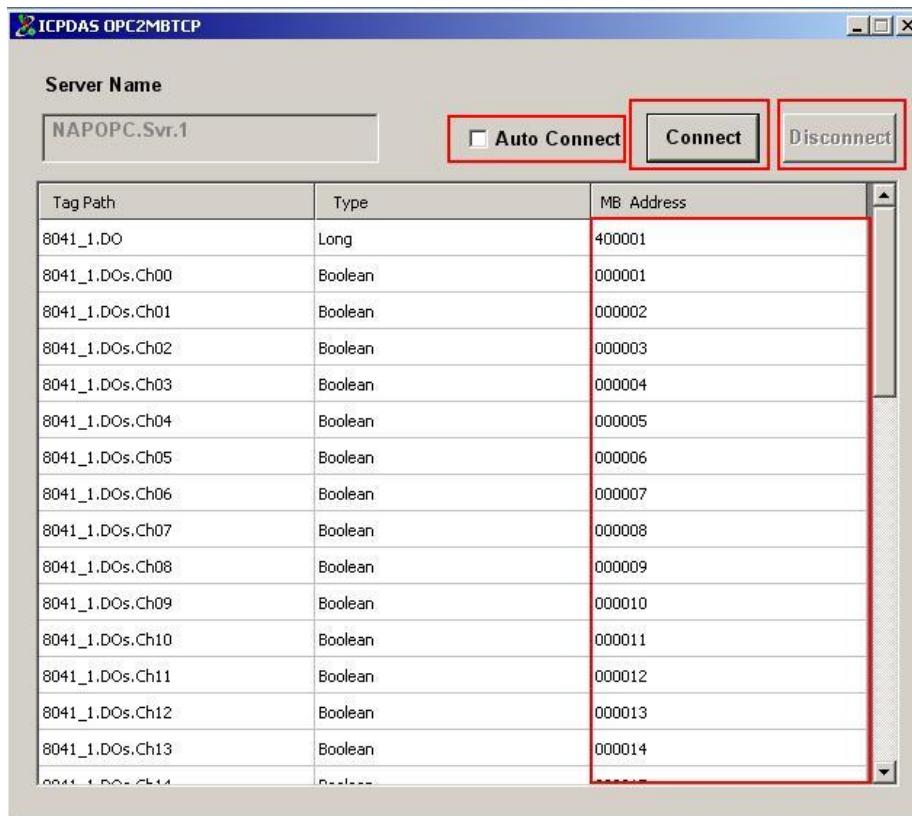 ICPDAS OPC2MBTCP
Server Name
NAPOPC.Svr.1 Auto Connect Connect Disconnect
Tag Path Type MB Address
8041_1.DO Long 400001
8041_1.DOs.Ch00 Boolean 000001
8041_1.DOs.Ch01 Boolean 000002
8041_1.DOs.Ch02 Boolean 000003
8041_1.DOs.Ch03 Boolean 000004
8041_1.DOs.Ch04 Boolean 000005
8041_1.DOs.Ch05 Boolean 000006
8041_1.DOs.Ch06 Boolean 000007
8041_1.DOs.Ch07 Boolean 000008
8041_1.DOs.Ch08 Boolean 000009
8041_1.DOs.Ch09 Boolean 000010
8041_1.DOs.Ch10 Boolean 000011
8041_1.DOs.Ch11 Boolean 000012
8041_1.DOs.Ch12 Boolean 000013
8041_1.DOs.Ch13 Boolean 000014